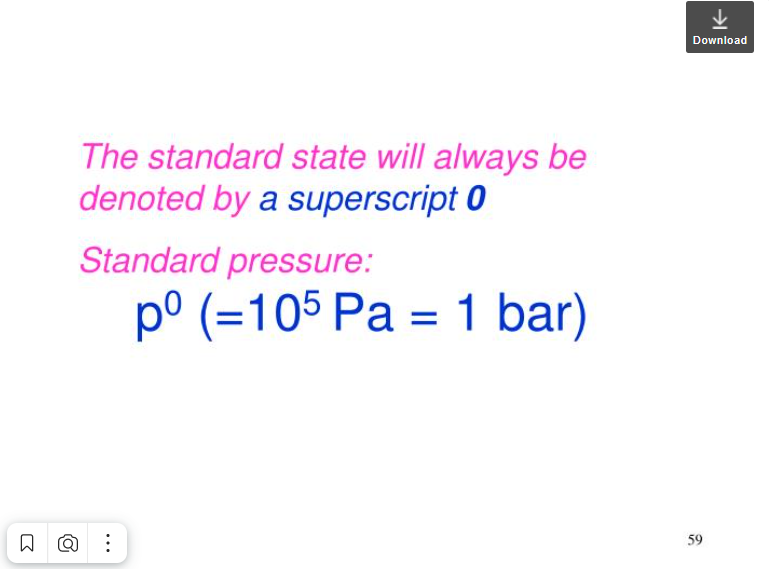 Download
The standard state will always be
denoted by a superscript 0
Standard pressure:
p⁰ (=10⁵ Pa = 1 bar)
59